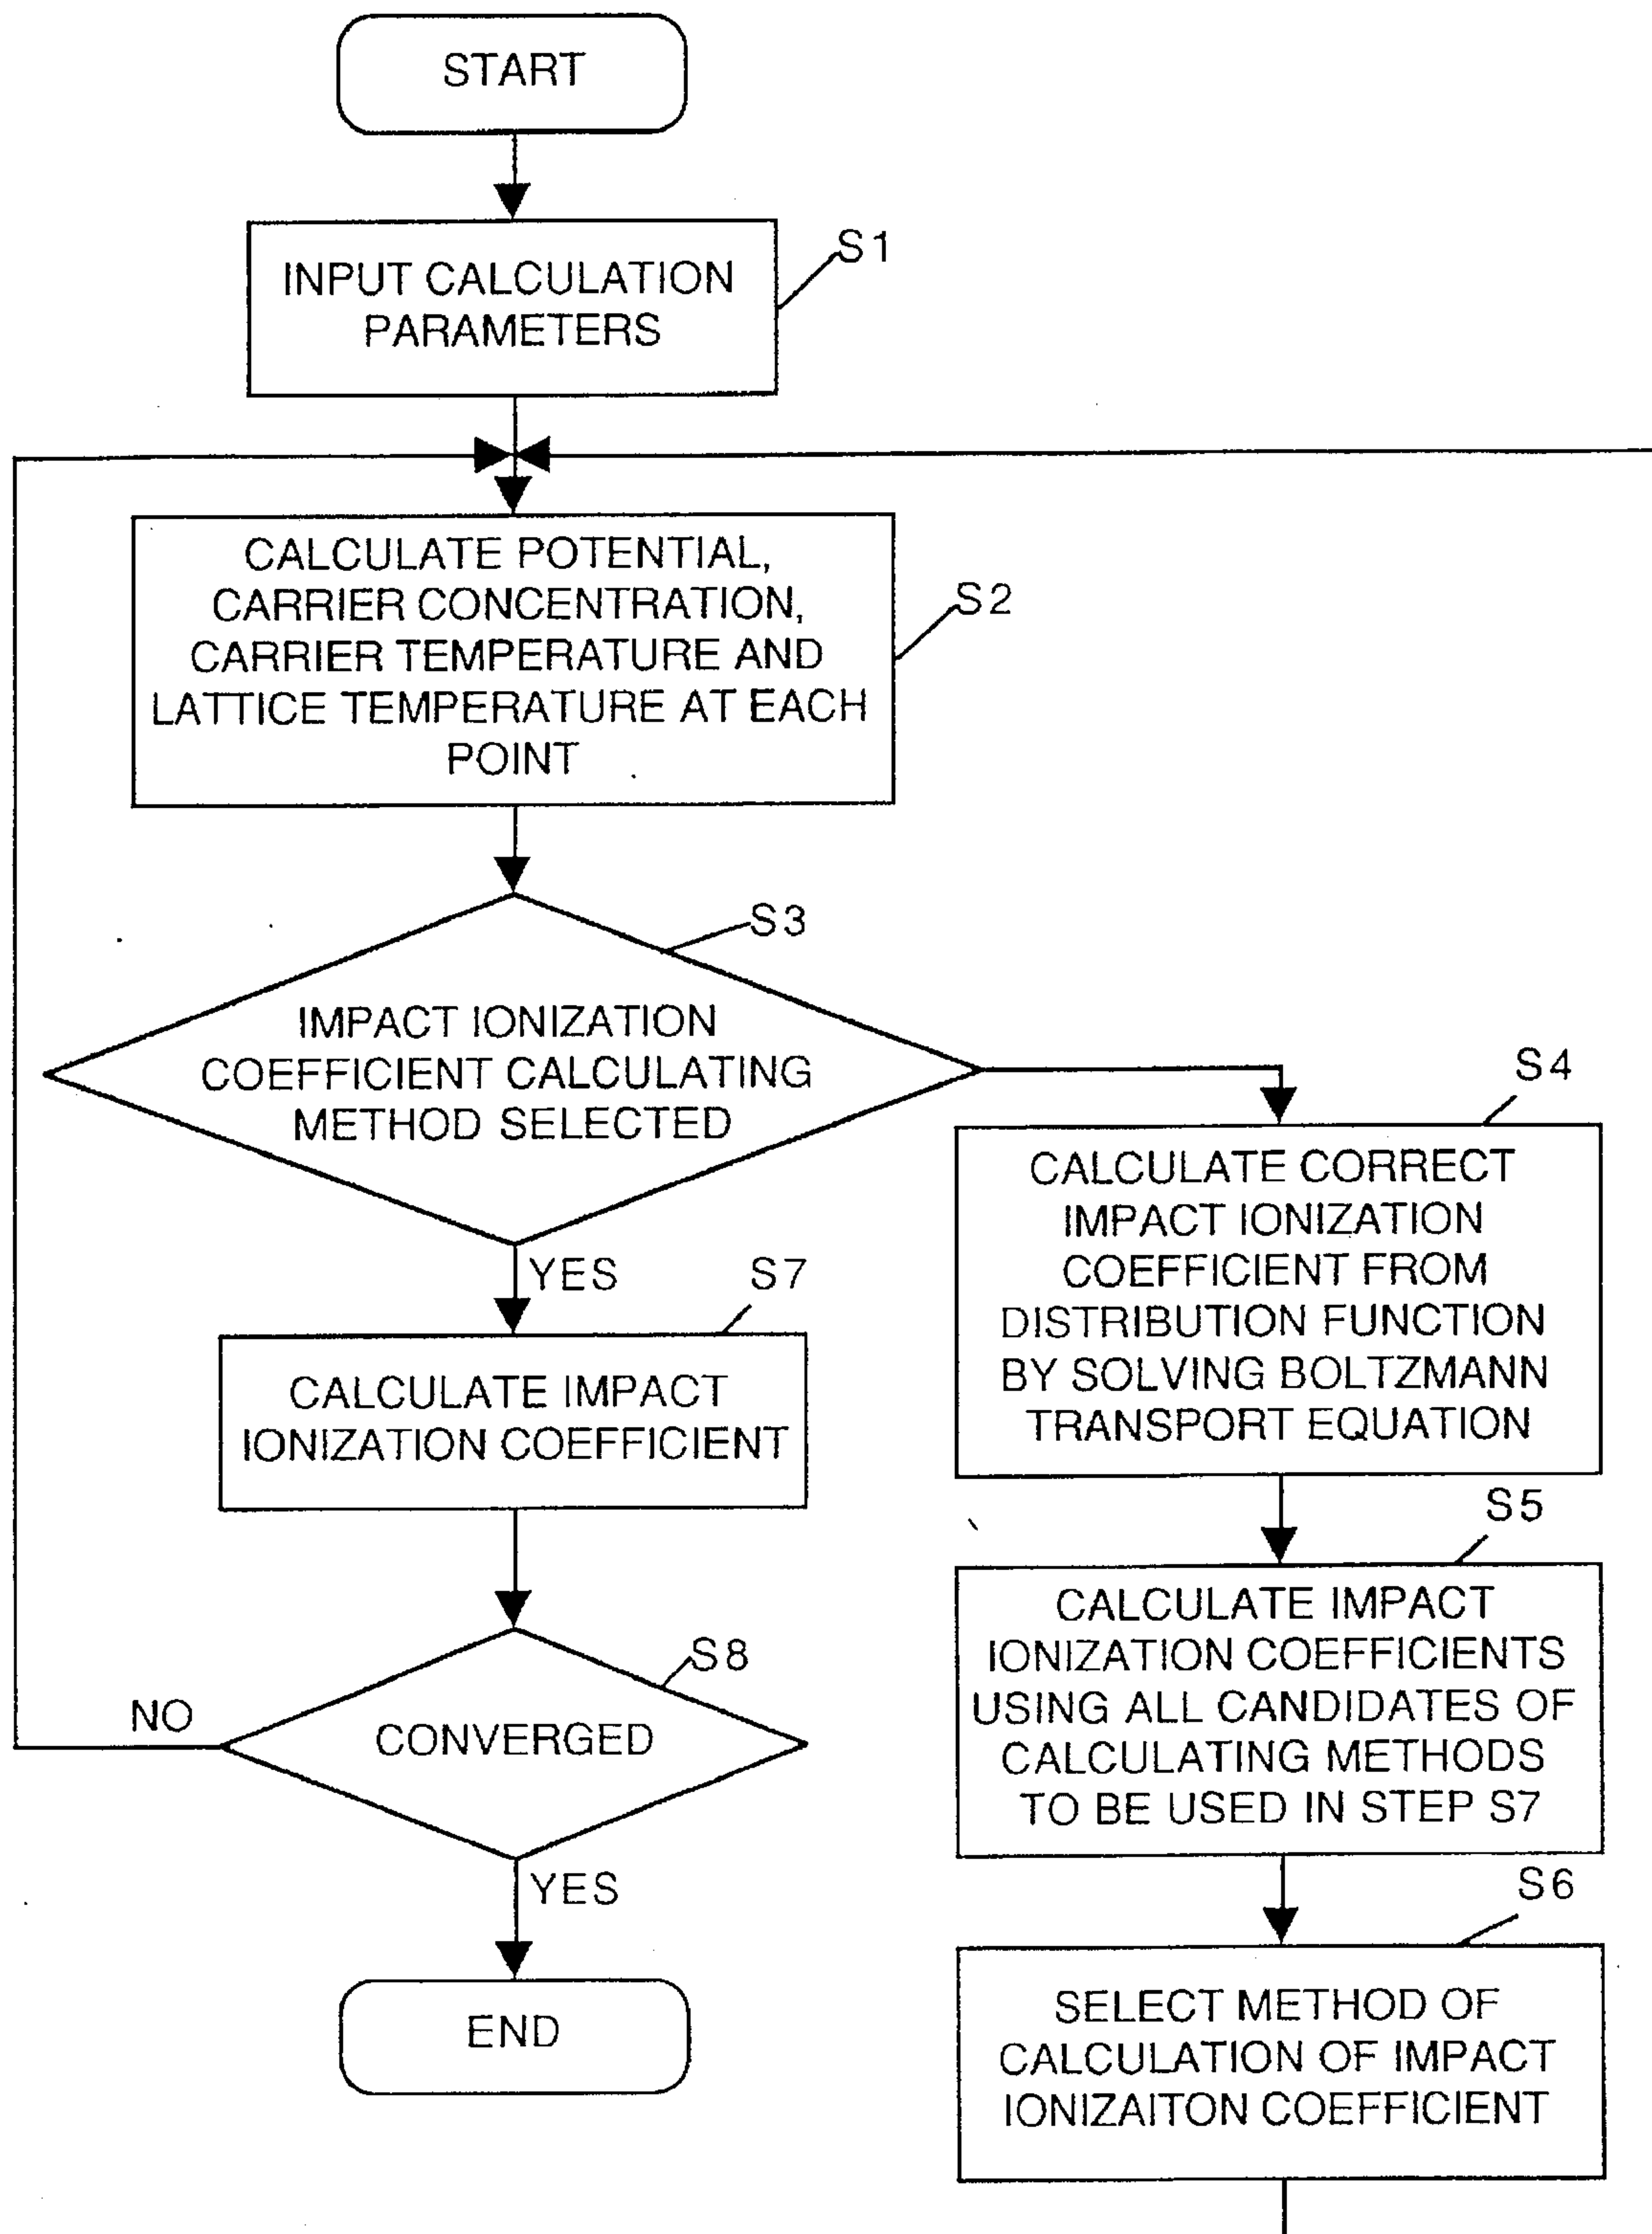 START
INPUT CALCULATION
PARAMETERS
S1
CALCULATE POTENTIAL,
CARRIER CONCENTRATION,
CARRIER TEMPERATURE AND
LATTICE TEMPERATURE AT EACH
POINT
S2
IMPACT IONIZATION
COEFFICIENT CALCULATING
METHOD SELECTED
S3
YES
S7
CALCULATE IMPACT
IONIZATION COEFFICIENT
S8
CONVERGED
NO
YES
END
S4
CALCULATE CORRECT
IMPACT IONIZATION
COEFFICIENT FROM
DISTRIBUTION FUNCTION
BY SOLVING BOLTZMANN
TRANSPORT EQUATION
S5
CALCULATE IMPACT
IONIZATION COEFFICIENTS
USING ALL CANDIDATES OF
CALCULATING METHODS
TO BE USED IN STEP S7
S6
SELECT METHOD OF
CALCULATION OF IMPACT
IONIZAITON COEFFICIENT